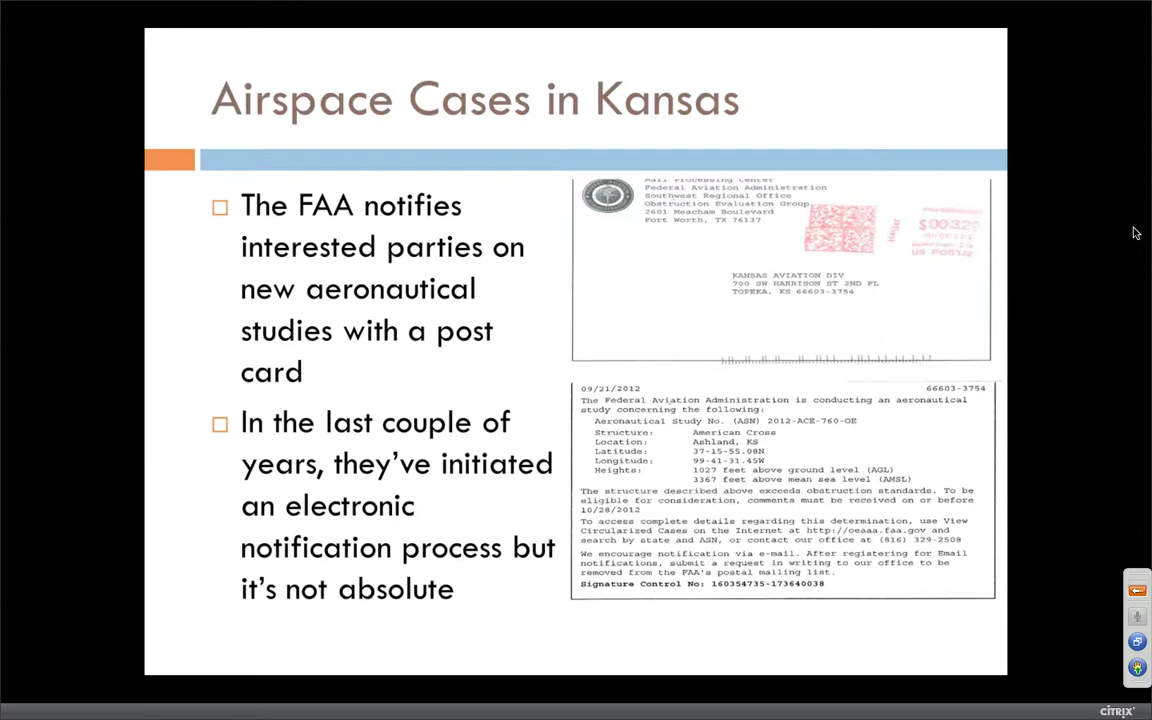 Airspace Cases in Kansas
The FAA notifies
interested parties on
new aeronautical
studies with a post
card
In the last couple of
years, they've initiated
an electronic
notification process but
it's not absolute
Mail Processing Center
Federal Aviation Administration
Southwest Regional Office
Obstruction Evaluation Group
2601 Meacham Boulevard
Fort Worth, TX 76137
Hasler
$00.32
US POSTAGE
KANSAS AVIATION DIV
700 SW HARRISON ST 2ND FL
TOPEKA, KS 66603-3754
09/21/2012 66603-3754
The Federal Aviation Administration is conducting an aeronautical
study concerning the following:
Aeronautical Study No. (ASN) 2012-ACE-760-OE
Structure: American Cross
Location: Ashland, KS
Latitude: 37-15-55.08N
Longitude: 99-41-31.45W
Heights: 1027 feet above ground level (AGL)
3367 feet above mean sea level (AMSL)
The structure described above exceeds obstruction standards. To be
eligible for consideration, comments must be received on or before
10/28/2012
To access complete details regarding this determination, use View
Circularized Cases on the Internet at http://oeaaa.faa.gov and
search by state and ASN, or contact our office at (816) 329-2508
We encourage notification via e-mail. After registering for Email
notifications, submit a request in writing to our office to be
removed from the FAA's postal mailing list.
Signature Control No: 160354735-173640038
CITRIX